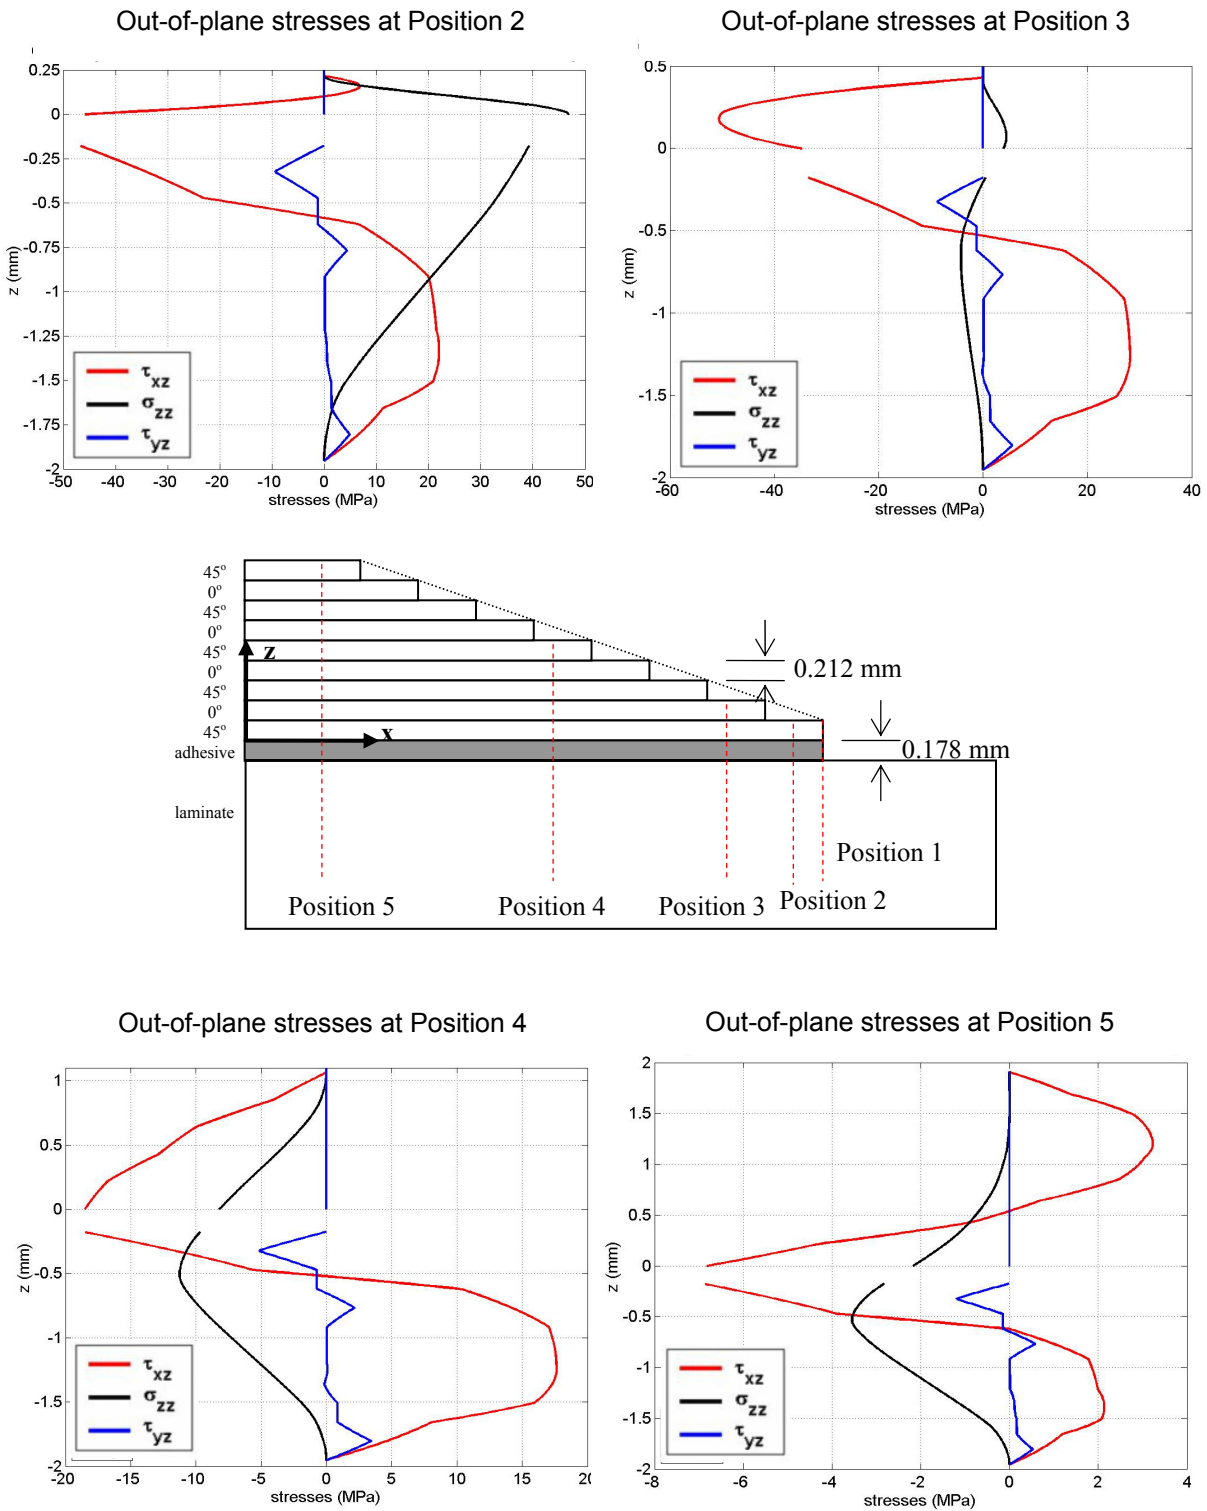 Out-of-plane stresses at Position 2
Out-of-plane stresses at Position 3
0.25
0
-0.25
-0.5
-0.75
-1
-1.25
-1.5
-1.75
-2
z (mm)
τxz
σzz
τyz
-50 -40 -30 -20 -10 0 10 20 30 40 50
stresses (MPa)
0.5
0
-0.5
-1
-1.5
-2
z (mm)
τxz
σzz
τyz
-60 -40 -20 0 20 40
stresses (MPa)
45°
0°
45°
0°
45°
0°
45°
0°
45°
adhesive
laminate
z
x
0.212 mm
0.178 mm
Position 1
Position 5 Position 4 Position 3 Position 2
Out-of-plane stresses at Position 4
Out-of-plane stresses at Position 5
1
0.5
0
-0.5
-1
-1.5
-2
z (mm)
τxz
σzz
τyz
-20 -15 -10 -5 0 5 10 15 20
stresses (MPa)
2
1.5
1
0.5
0
-0.5
-1
-1.5
-2
z (mm)
τxz
σzz
τyz
-8 -6 -4 -2 0 2 4
stresses (MPa)